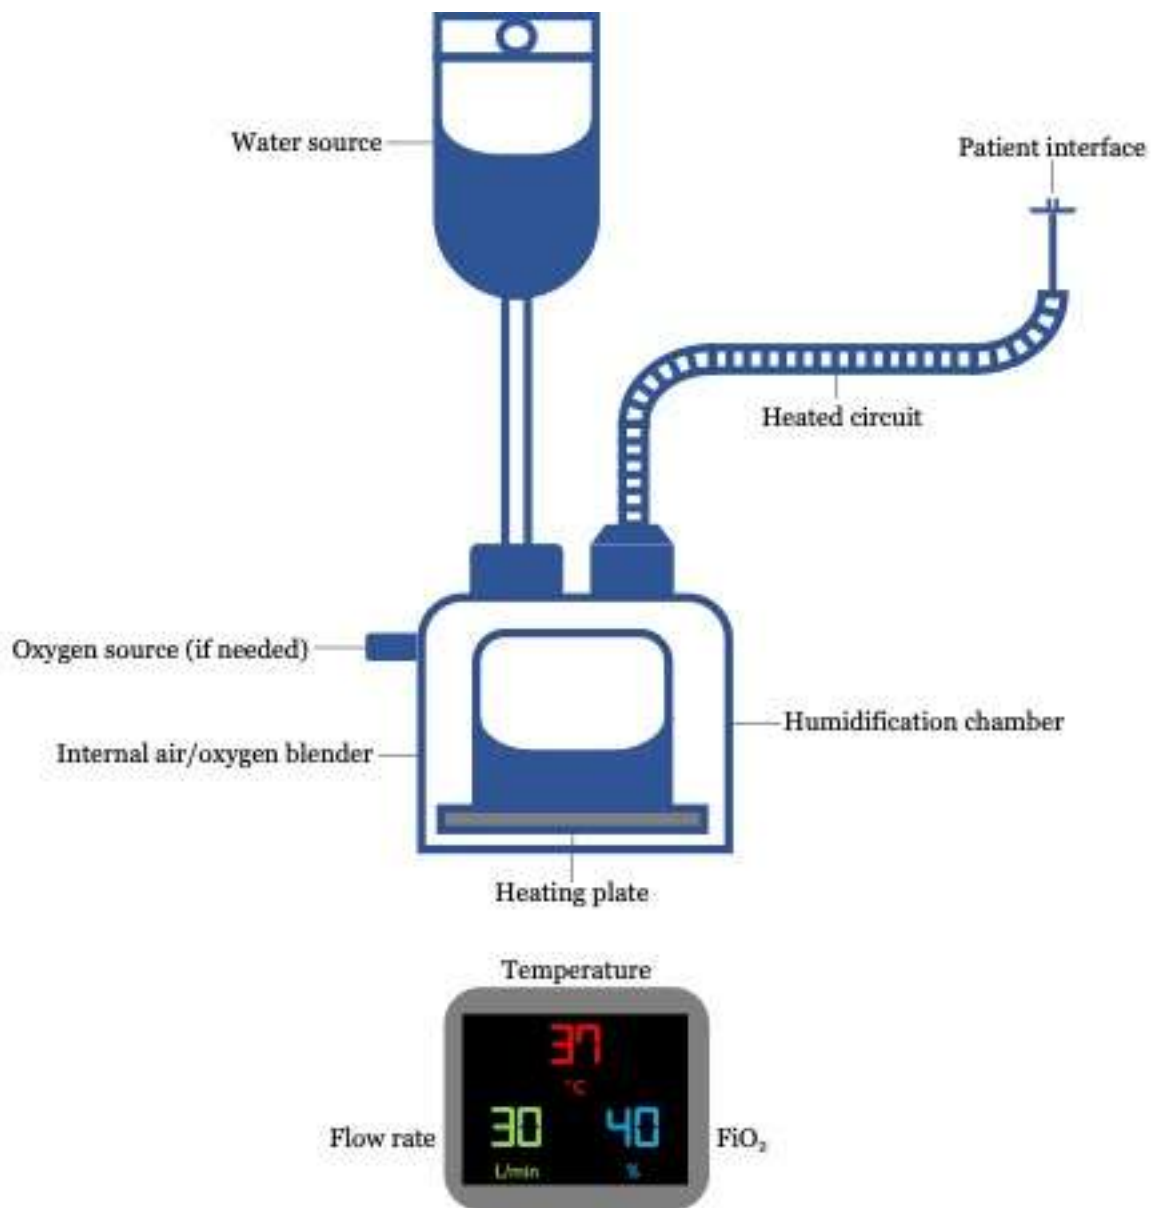 Water source
Patient interface
Heated circuit
Oxygen source (if needed)
Humidification chamber
Internal air/oxygen blender
Heating plate
Temperature
37
°C
30 40
Flow rate FiO₂
L/min %